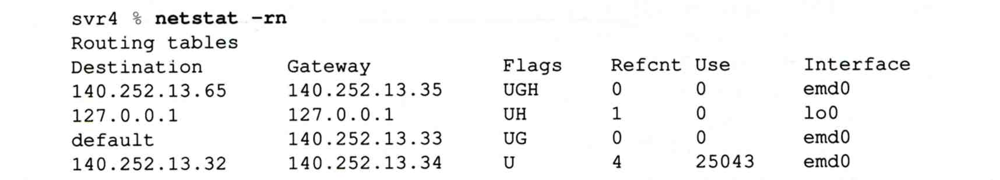 svr4 % netstat -rn
Routing tables
Destination Gateway Flags Refcnt Use Interface
140.252.13.65 140.252.13.35 UGH 0 0 emd0
127.0.0.1 127.0.0.1 UH 1 0 lo0
default 140.252.13.33 UG 0 0 emd0
140.252.13.32 140.252.13.34 U 4 25043 emd0